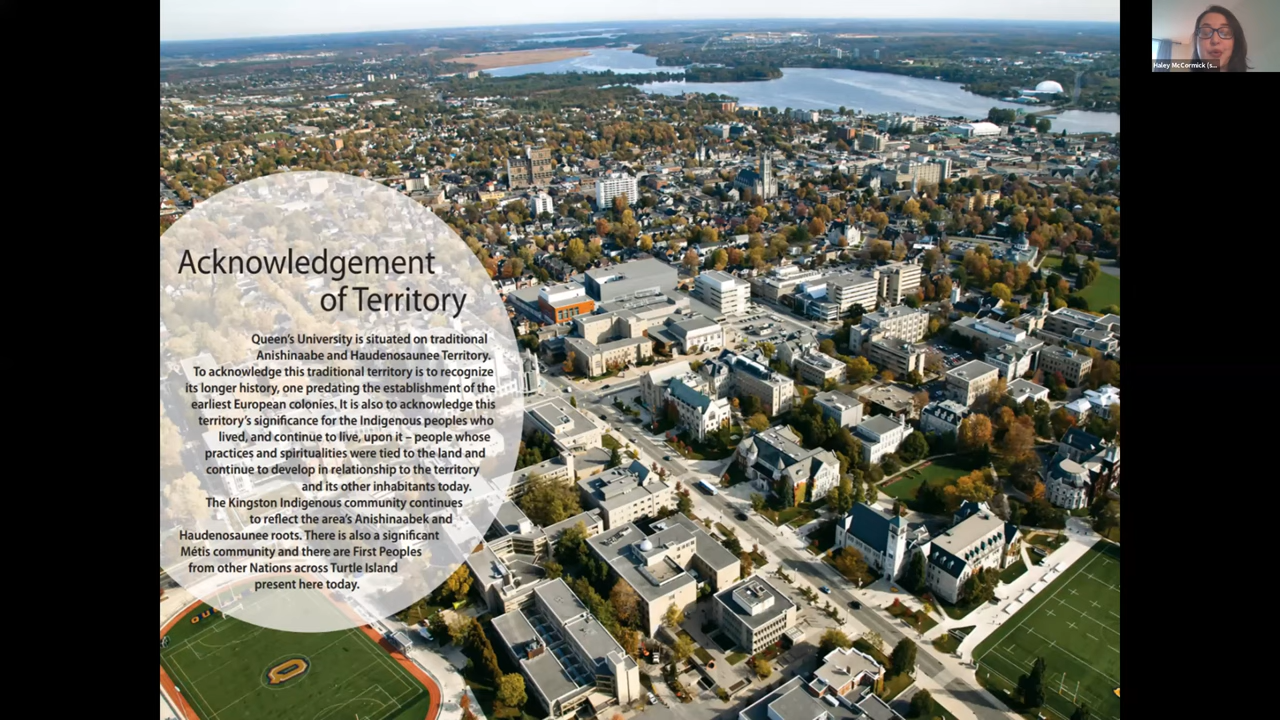 Haley McCormick (s...
Acknowledgement
of Territory
Queen's University is situated on traditional
Anishinaabe and Haudenosaunee Territory.
To acknowledge this traditional territory is to recognize
its longer history, one predating the establishment of the
earliest European colonies. It is also to acknowledge this
territory's significance for the Indigenous peoples who
lived, and continue to live, upon it – people whose
practices and spiritualities were tied to the land and
continue to develop in relationship to the territory
and its other inhabitants today.
The Kingston Indigenous community continues
to reflect the area's Anishinaabek and
Haudenosaunee roots. There is also a significant
Métis community and there are First Peoples
from other Nations across Turtle Island
present here today.
Q